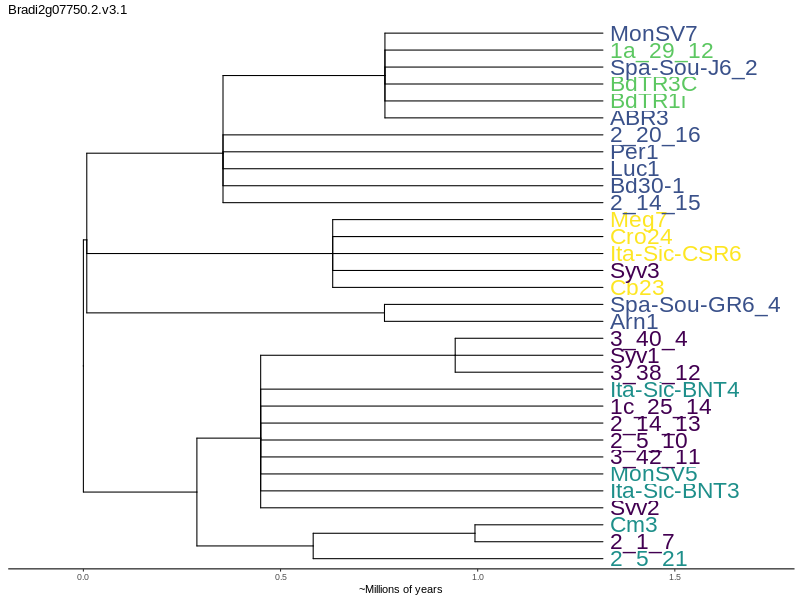 Bradi2g07750.2.v3.1
MonSV7
1a_29_12
Spa-Sou-J6_2
BdTR3C
BdTR1i
ABR3
2_20_16
Per1
Luc1
Bd30-1
2_14_15
Meg7
Cro24
Ita-Sic-CSR6
Syv3
Cb23
Spa-Sou-GR6_4
Arn1
3_40_4
Syv1
3_38_12
Ita-Sic-BNT4
1c_25_14
2_14_13
2_5_10
3_42_11
MonSV5
Ita-Sic-BNT3
Syv2
Cm3
2_1_7
2_5_21
0.0 0.5 1.0 1.5
~Millions of years